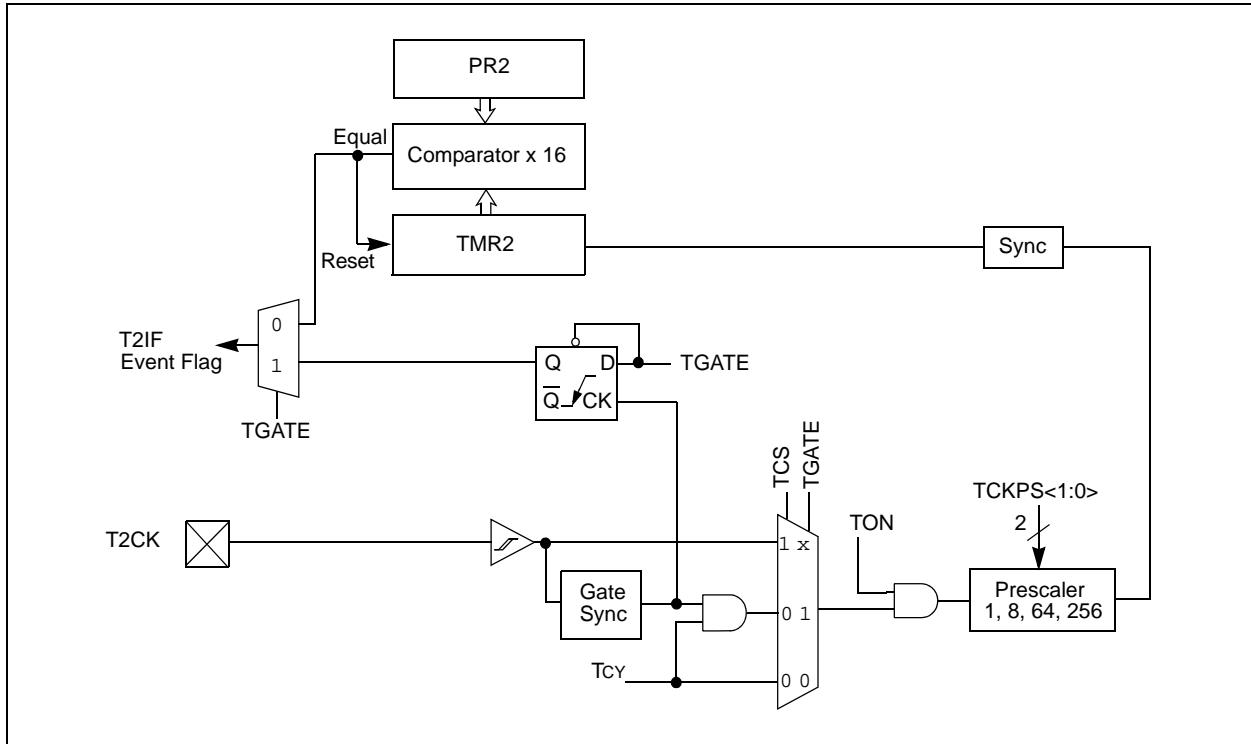 PR2
Equal
Comparator x 16
Reset
TMR2
Sync
0
1
T2IF
Event Flag
TGATE
Q D
Q̅ CK
TGATE
TCS
TGATE
TCKPS<1:0>
2
TON
T2CK
1 x
Gate
Sync
0 1
Prescaler
1, 8, 64, 256
TCY
0 0